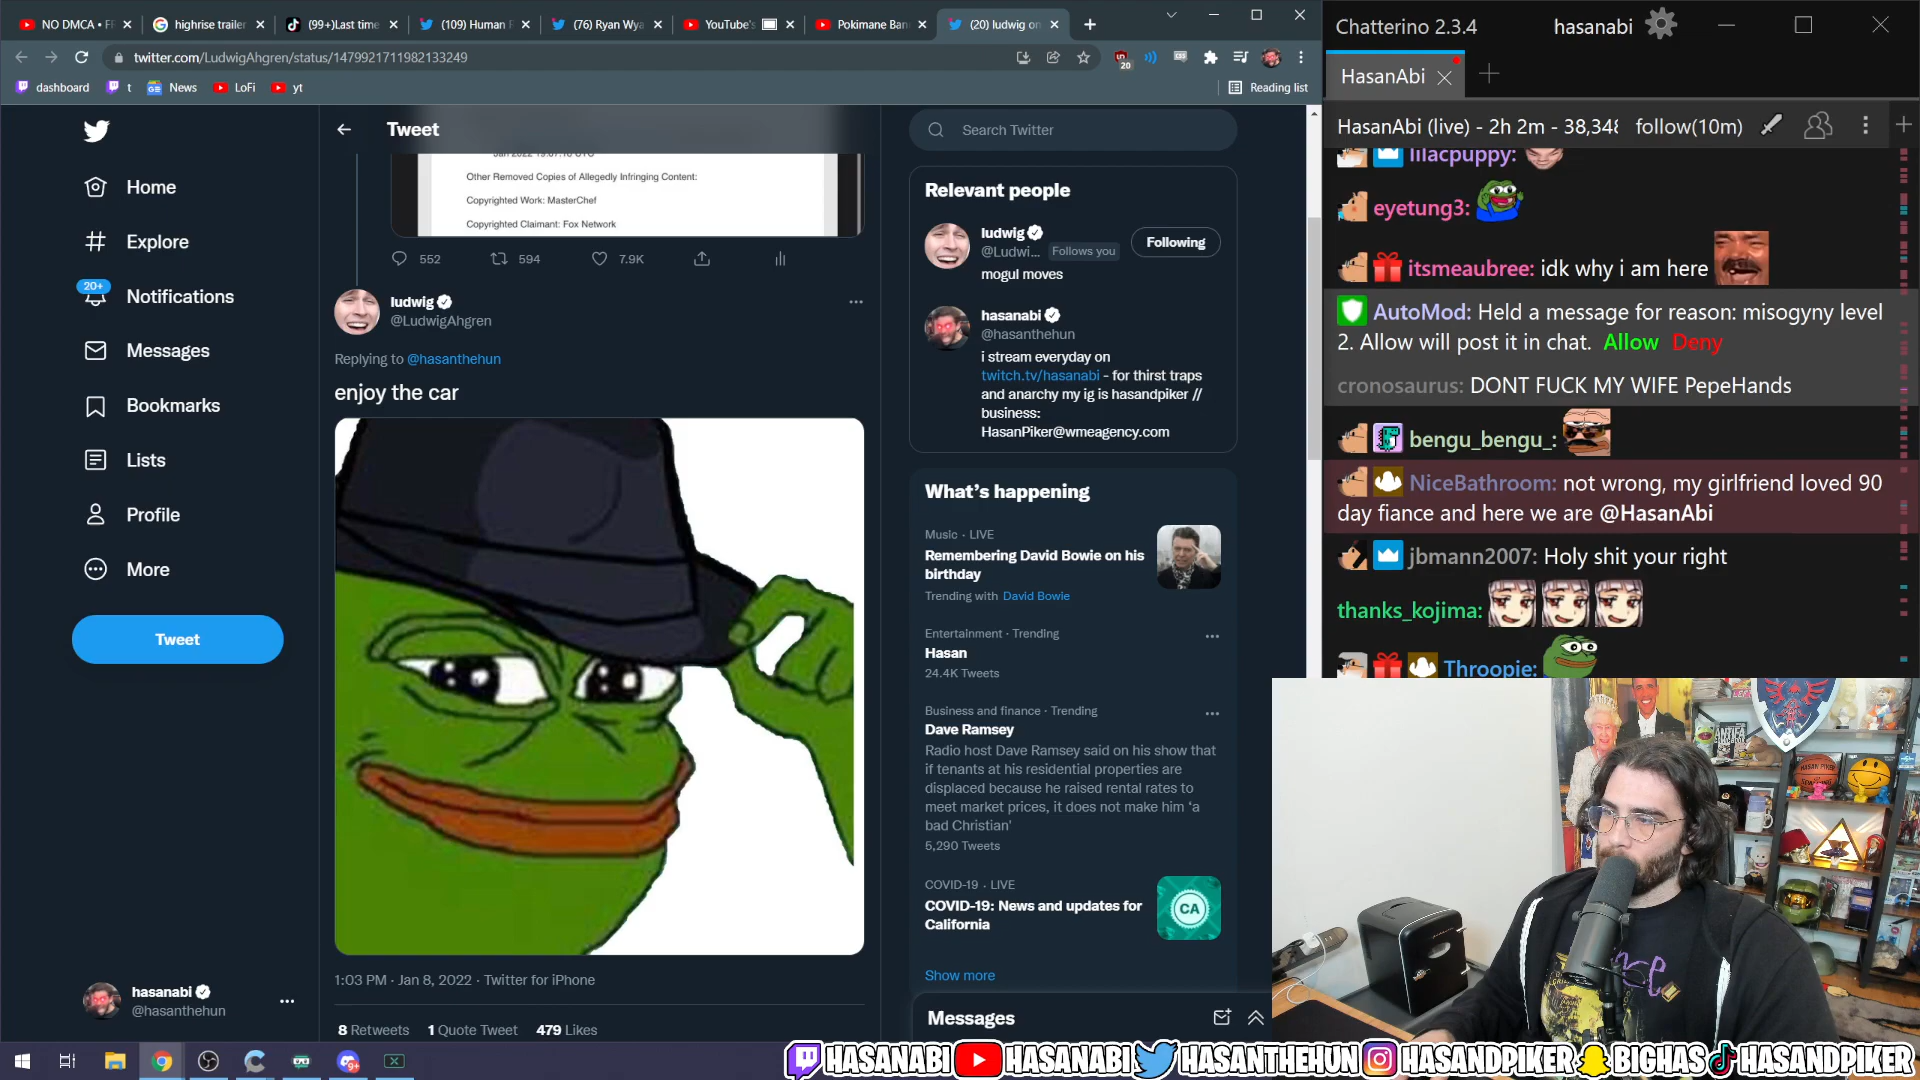 NO DMCA • FF
highrise trailer
(99+)Last time
(109) Human R
(76) Ryan Wya
YouTube's
Pokimane Ban
(20) ludwig on
twitter.com/LudwigAhgren/status/1479921711982133249
20
dashboard
t
News
LoFi
yt
Reading list
Home
Explore
20+
Notifications
Messages
Bookmarks
Lists
Profile
More
Tweet
hasanabi
@hasanthehun
Tweet
Other Removed Copies of Allegedly Infringing Content:
Copyrighted Work: MasterChef
Copyrighted Claimant: Fox Network
552
594
7.9K
ludwig
@LudwigAhgren
Replying to @hasanthehun
enjoy the car
1:03 PM · Jan 8, 2022 · Twitter for iPhone
8 Retweets 1 Quote Tweet 479 Likes
Search Twitter
Relevant people
ludwig
@Ludwi... Follows you
Following
mogul moves
hasanabi
@hasanthehun
i stream everyday on
twitch.tv/hasanabi - for thirst traps
and anarchy my ig is hasandpiker //
business:
HasanPiker@wmeagency.com
What's happening
Music · LIVE
Remembering David Bowie on his
birthday
Trending with David Bowie
Entertainment · Trending
Hasan
24.4K Tweets
Business and finance · Trending
Dave Ramsey
Radio host Dave Ramsey said on his show that
if tenants at his residential properties are
displaced because he raised rental rates to
meet market prices, it does not make him 'a
bad Christian'
5,290 Tweets
COVID-19 · LIVE
COVID-19: News and updates for
California
CA
Show more
Messages
Chatterino 2.3.4
hasanabi
HasanAbi
HasanAbi (live) - 2h 2m - 38,348
follow(10m)
lilacpuppy:
eyetung3:
itsmeaubree: idk why i am here
AutoMod: Held a message for reason: misogyny level
2. Allow will post it in chat. Allow Deny
cronosaurus: DONT FUCK MY WIFE PepeHands
bengu_bengu_:
NiceBathroom: not wrong, my girlfriend loved 90
day fiance and here we are @HasanAbi
jbmann2007: Holy shit your right
thanks_kojima:
Throopie:
HASANABI
HASANABI
HASANTHEHUN
HASANDPIKER
BIGHAS
HASANDPIKER